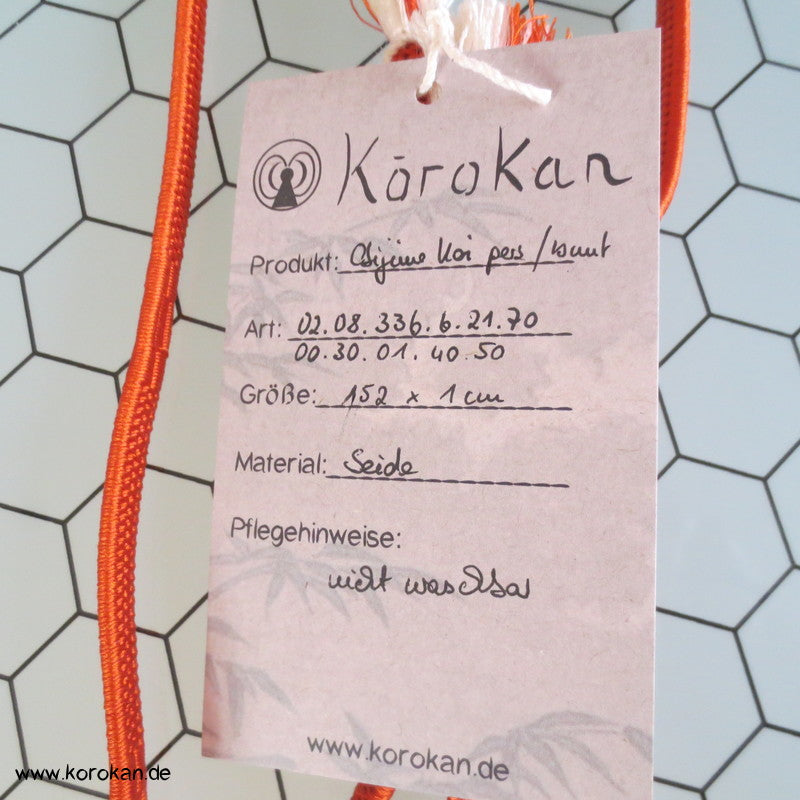 Kōrokan
Produkt: Obijime Koi pers / bunt
Art: 02.08.336.6.21.70
00.30.01.40.50
Größe: 152 x 1 cm
Material: Seide
Pflegehinweise:
nicht waschbar
www.korokan.de
www.korokan.de